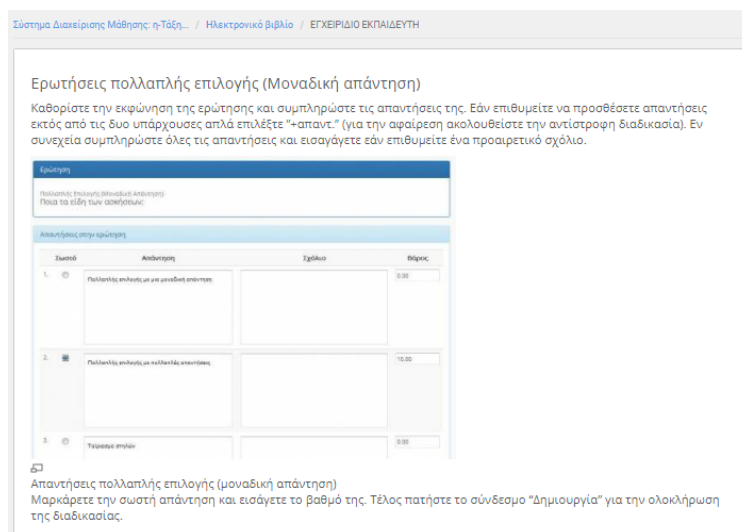 Σύστημα Διαχείρισης Μάθησης: η-Τάξη... / Ηλεκτρονικό βιβλίο / ΕΓΧΕΙΡΙΔΙΟ ΕΚΠΑΙΔΕΥΤΗ
Ερωτήσεις πολλαπλής επιλογής (Μοναδική απάντηση)
Καθορίστε την εκφώνηση της ερώτησης και συμπληρώστε τις απαντήσεις της. Εάν επιθυμείτε να προσθέσετε απαντήσεις
εκτός από τις δυο υπάρχουσες απλά επιλέξτε "+απαντ." (για την αφαίρεση ακολουθείστε την αντίστροφη διαδικασία). Εν
συνεχεία συμπληρώστε όλες τις απαντήσεις και εισαγάγετε εάν επιθυμείτε ένα προαιρετικό σχόλιο.
Ερώτηση
Πολλαπλής Επιλογής (Μοναδική Απάντηση)
Ποια τα είδη των ασκήσεων;
Απαντήσεις στην ερώτηση
Σωστό Απάντηση Σχόλιο Βάρος
1. Πολλαπλής επιλογής με μια μοναδική απάντηση 0.00
2. Πολλαπλής επιλογής με πολλαπλές απαντήσεις 10.00
3. Ταίριασμα στηλών 0.00
Απαντήσεις πολλαπλής επιλογής (μοναδική απάντηση)
Μαρκάρετε την σωστή απάντηση και εισάγετε το βαθμό της. Τέλος πατήστε το σύνδεσμο "Δημιουργία" για την ολοκλήρωση
της διαδικασίας.